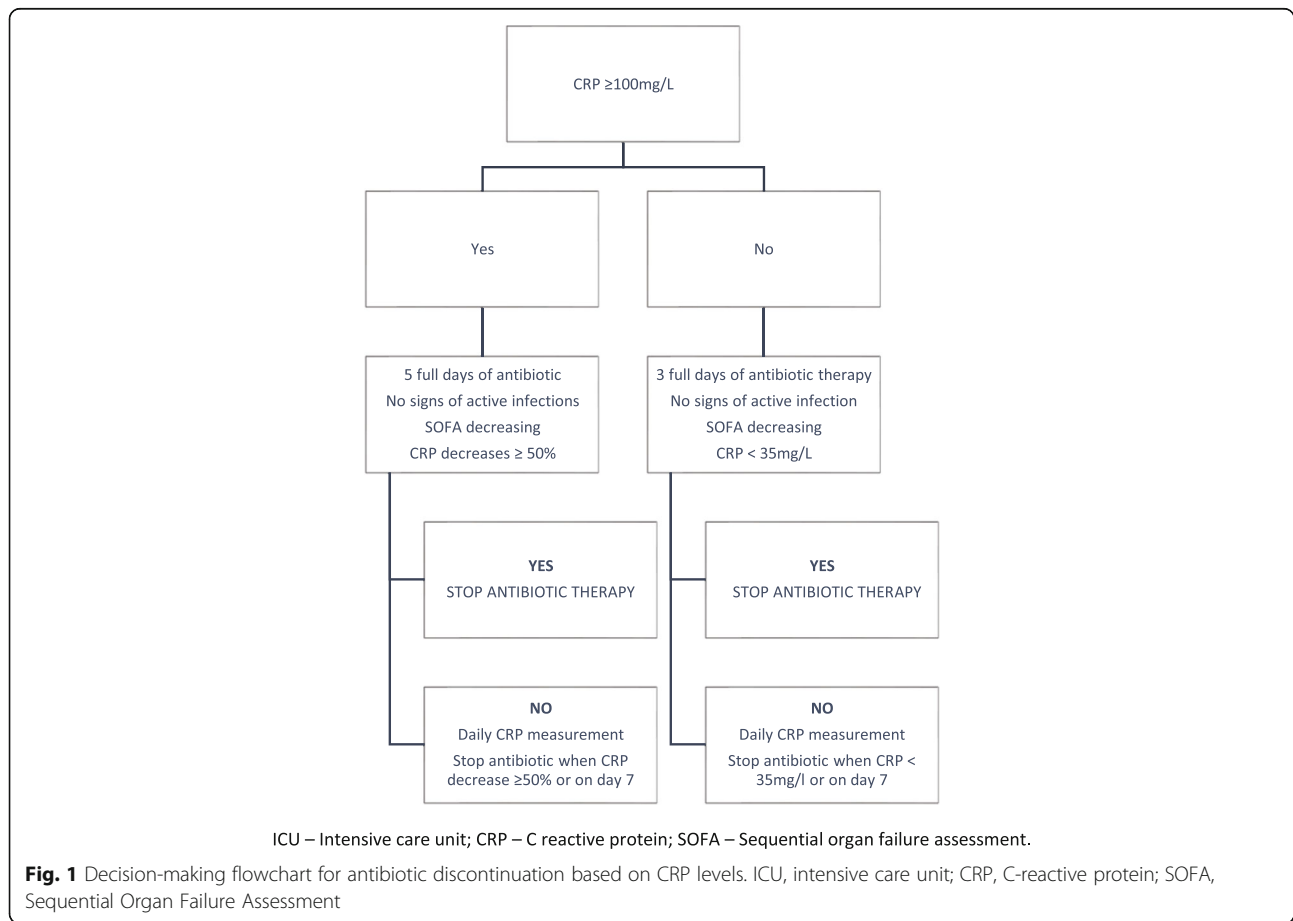 CRP ≥100mg/L
Yes
No
5 full days of antibiotic
No signs of active infections
SOFA decreasing
CRP decreases ≥ 50%
3 full days of antibiotic therapy
No signs of active infection
SOFA decreasing
CRP < 35mg/L
YES
STOP ANTIBIOTIC THERAPY
YES
STOP ANTIBIOTIC THERAPY
NO
Daily CRP measurement
Stop antibiotic when CRP
decrease ≥50% or on day 7
NO
Daily CRP measurement
Stop antibiotic when CRP <
35mg/l or on day 7
ICU – Intensive care unit; CRP – C reactive protein; SOFA – Sequential organ failure assessment.
Fig. 1 Decision-making flowchart for antibiotic discontinuation based on CRP levels. ICU, intensive care unit; CRP, C-reactive protein; SOFA,
Sequential Organ Failure Assessment